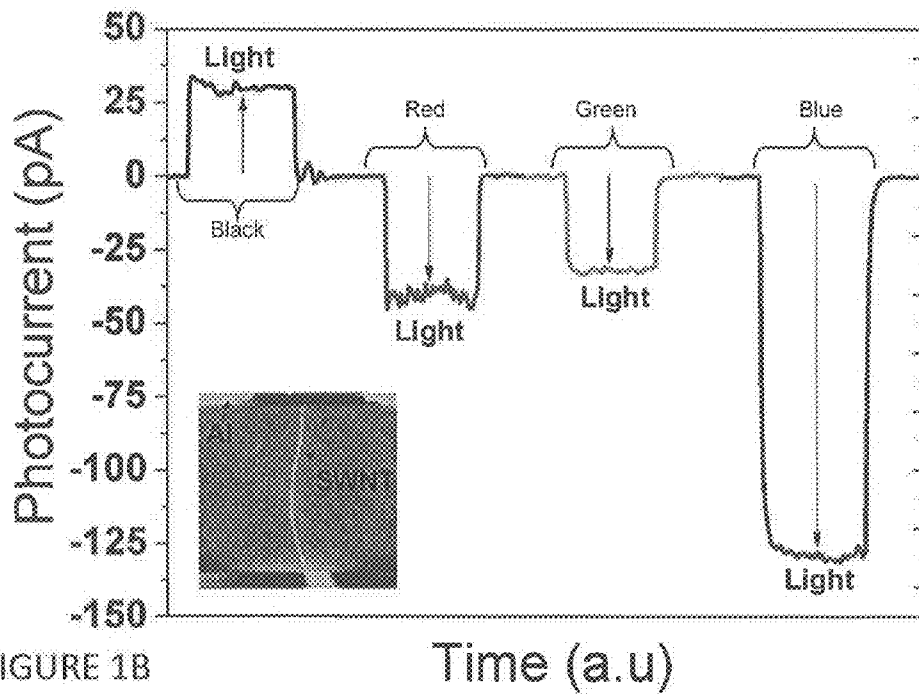 50
Light
25
Red
Green
Blue
0
Black
-25
Light
Light
-50
-75
SWNT
-100
-125
Light
-150
Photocurrent (pA)
Time (a.u)
IGURE 1B